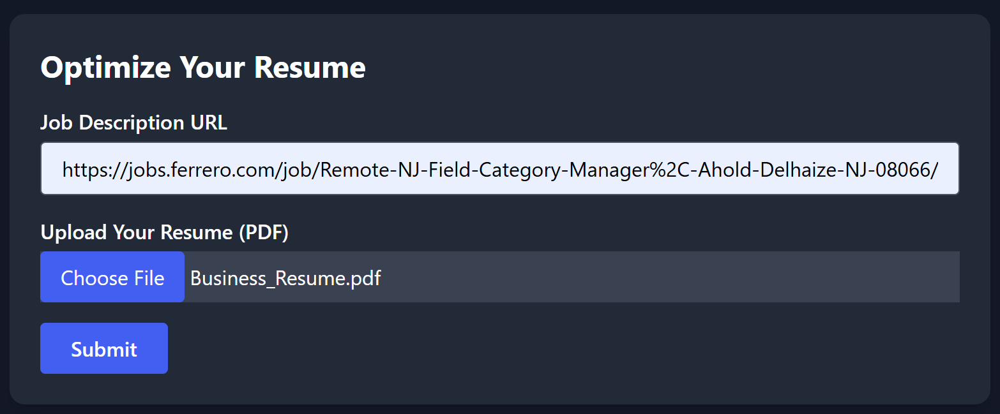 Optimize Your Resume
Job Description URL
https://jobs.ferrero.com/job/Remote-NJ-Field-Category-Manager%2C-Ahold-Delhaize-NJ-08066/
Upload Your Resume (PDF)
Choose File Business_Resume.pdf
Submit